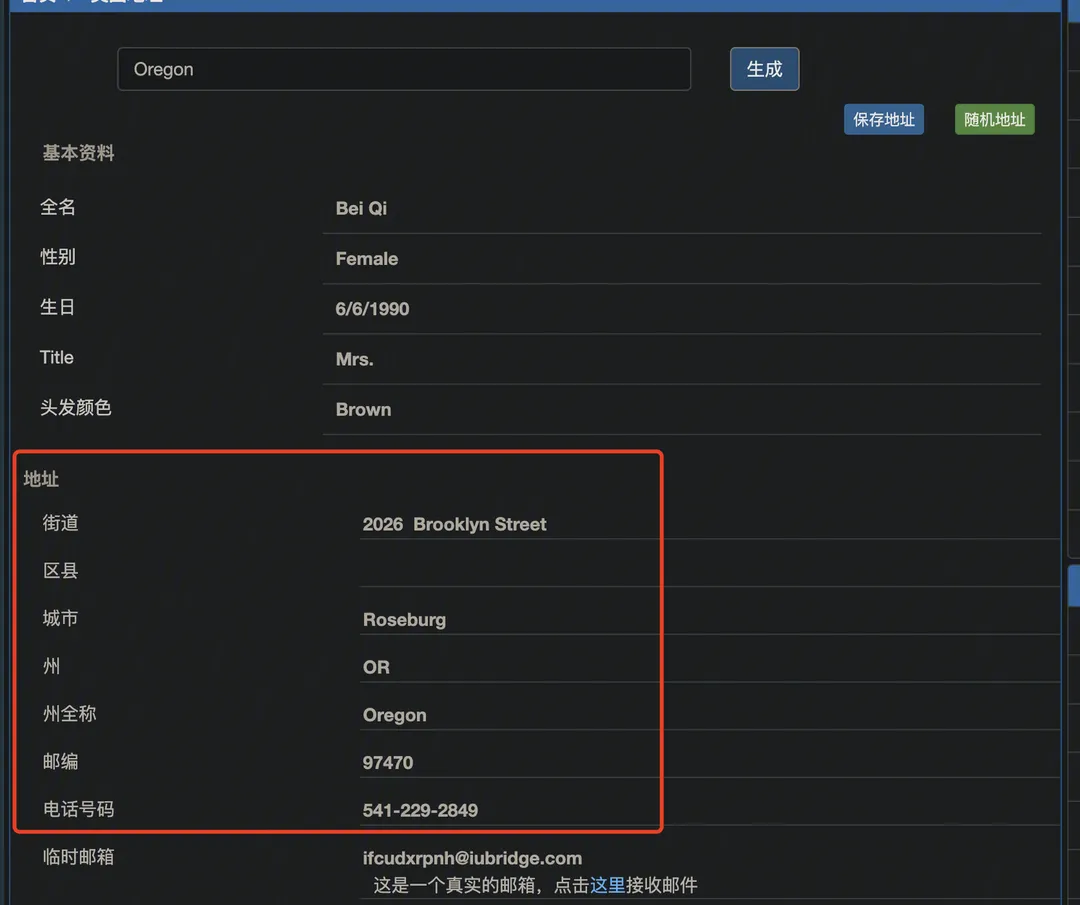 Oregon
生成
保存地址
随机地址
基本资料
全名
Bei Qi
性别
Female
生日
6/6/1990
Title
Mrs.
头发颜色
Brown
地址
街道
2026  Brooklyn Street
区县
城市
Roseburg
州
OR
州全称
Oregon
邮编
97470
电话号码
541-229-2849
临时邮箱
ifcudxrpnh@iubridge.com
这是一个真实的邮箱，点击这里接收邮件